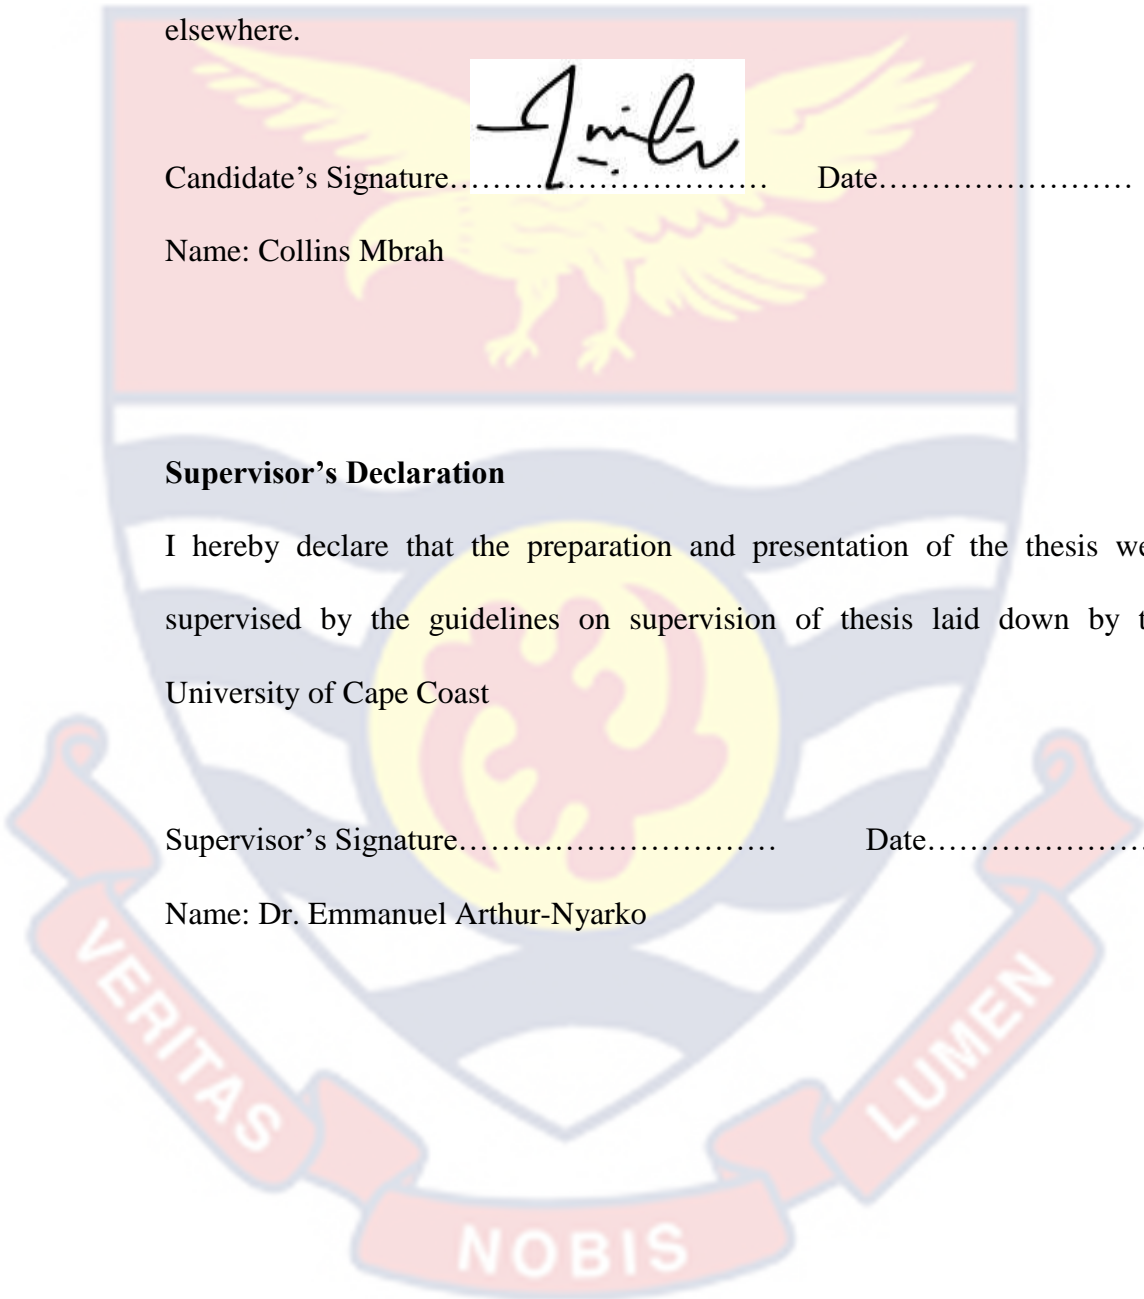 elsewhere.
Candidate’s Signature………………………… Date……………………
Name: Collins Mbrah
Supervisor’s Declaration
I hereby declare that the preparation and presentation of the thesis we
supervised by the guidelines on supervision of thesis laid down by t
University of Cape Coast
Supervisor’s Signature………………………… Date…………………
Name: Dr. Emmanuel Arthur-Nyarko
VERITAS
NOBIS
LUMEN